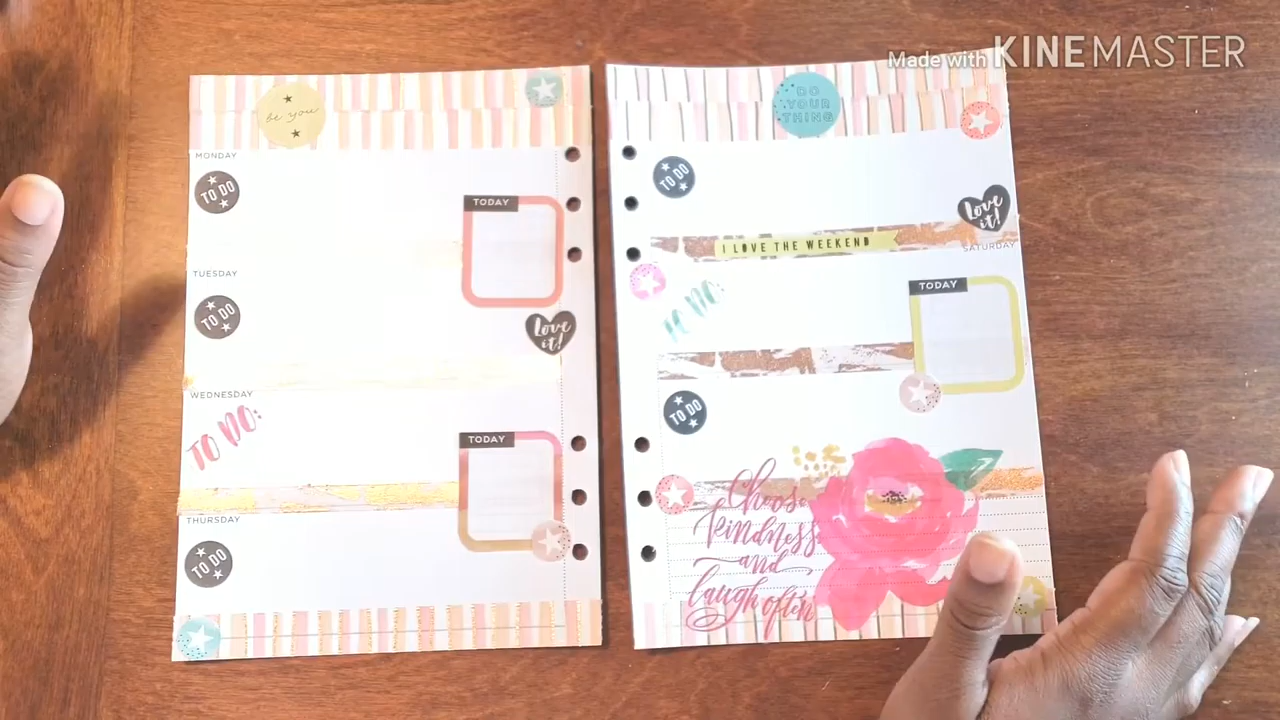 Made with KINEMASTER
be you
MONDAY
TO DO
TODAY
TUESDAY
TO DO
Love
it!
WEDNESDAY
TO DO:
TODAY
THURSDAY
TO DO
DO
YOUR
THING
TO DO
Love
it!
I LOVE THE WEEKEND
SATURDAY
TO DO:
TODAY
TO DO
Choose
kindness
and
laugh often